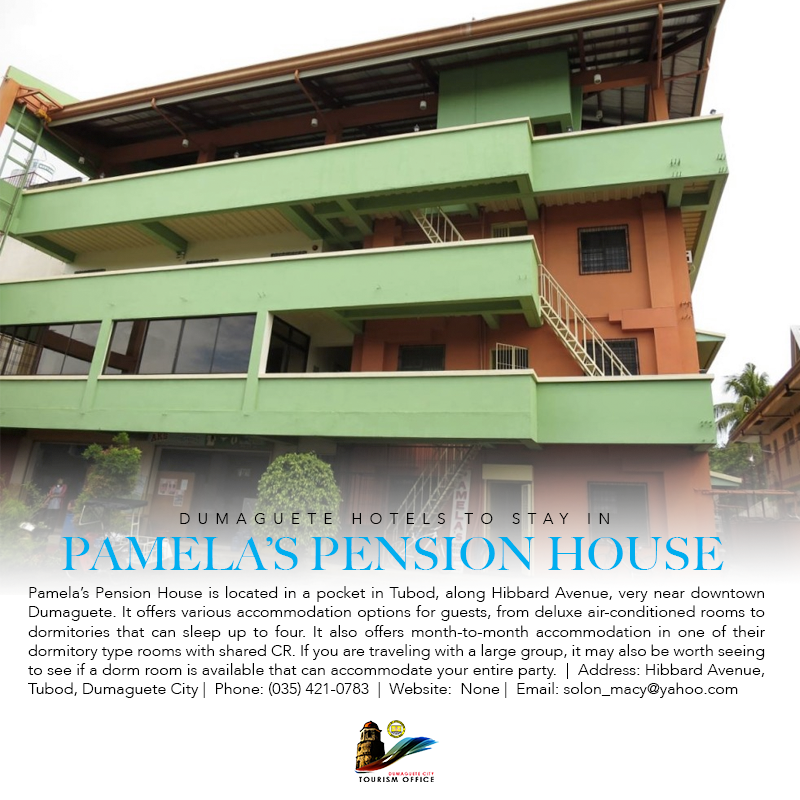 DUMAGUETE HOTELS TO STAY IN
PAMELA'S PENSION HOUSE
Pamela's Pension House is located in a pocket in Tubod, along Hibbard Avenue, very near downtown
Dumaguete. It offers various accommodation options for guests, from deluxe air-conditioned rooms to
dormitories that can sleep up to four. It also offers month-to-month accommodation in one of their
dormitory type rooms with shared CR. If you are traveling with a large group, it may also be worth seeing
to see if a dorm room is available that can accommodate your entire party. | Address: Hibbard Avenue,
Tubod, Dumaguete City | Phone: (035) 421-0783 | Website: None | Email: solon_macy@yahoo.com
DUMAGUETE CITY
TOURISM OFFICE